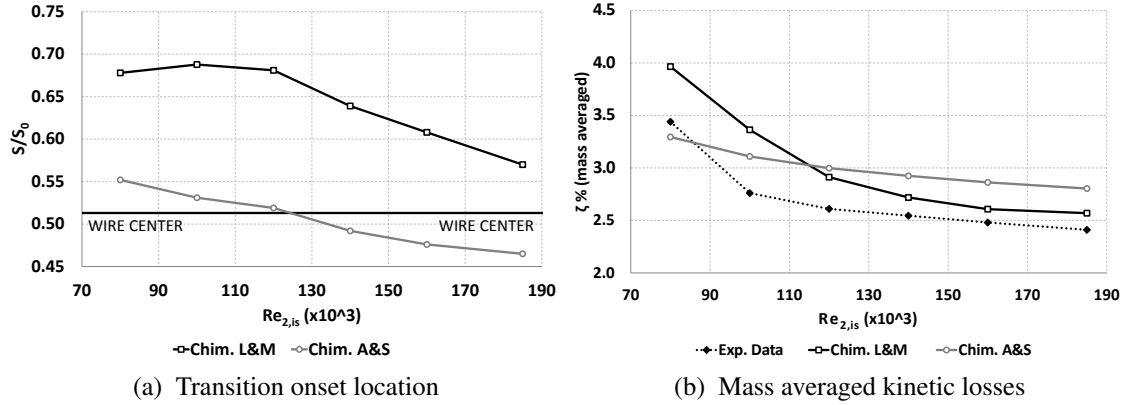 0.75
0.70
0.65
0.60
0.55
0.50
0.45
S/S₀
WIRE CENTER WIRE CENTER
70 90 110 130 150 170 190
Re₂,ᵢₛ (x10^3)
Chim. L&M Chim. A&S
(a) Transition onset location
4.5
4.0
3.5
3.0
2.5
2.0
ζ % (mass averaged)
70 90 110 130 150 170 190
Re₂,ᵢₛ (x10^3)
Exp. Data Chim. L&M Chim. A&S
(b) Mass averaged kinetic losses